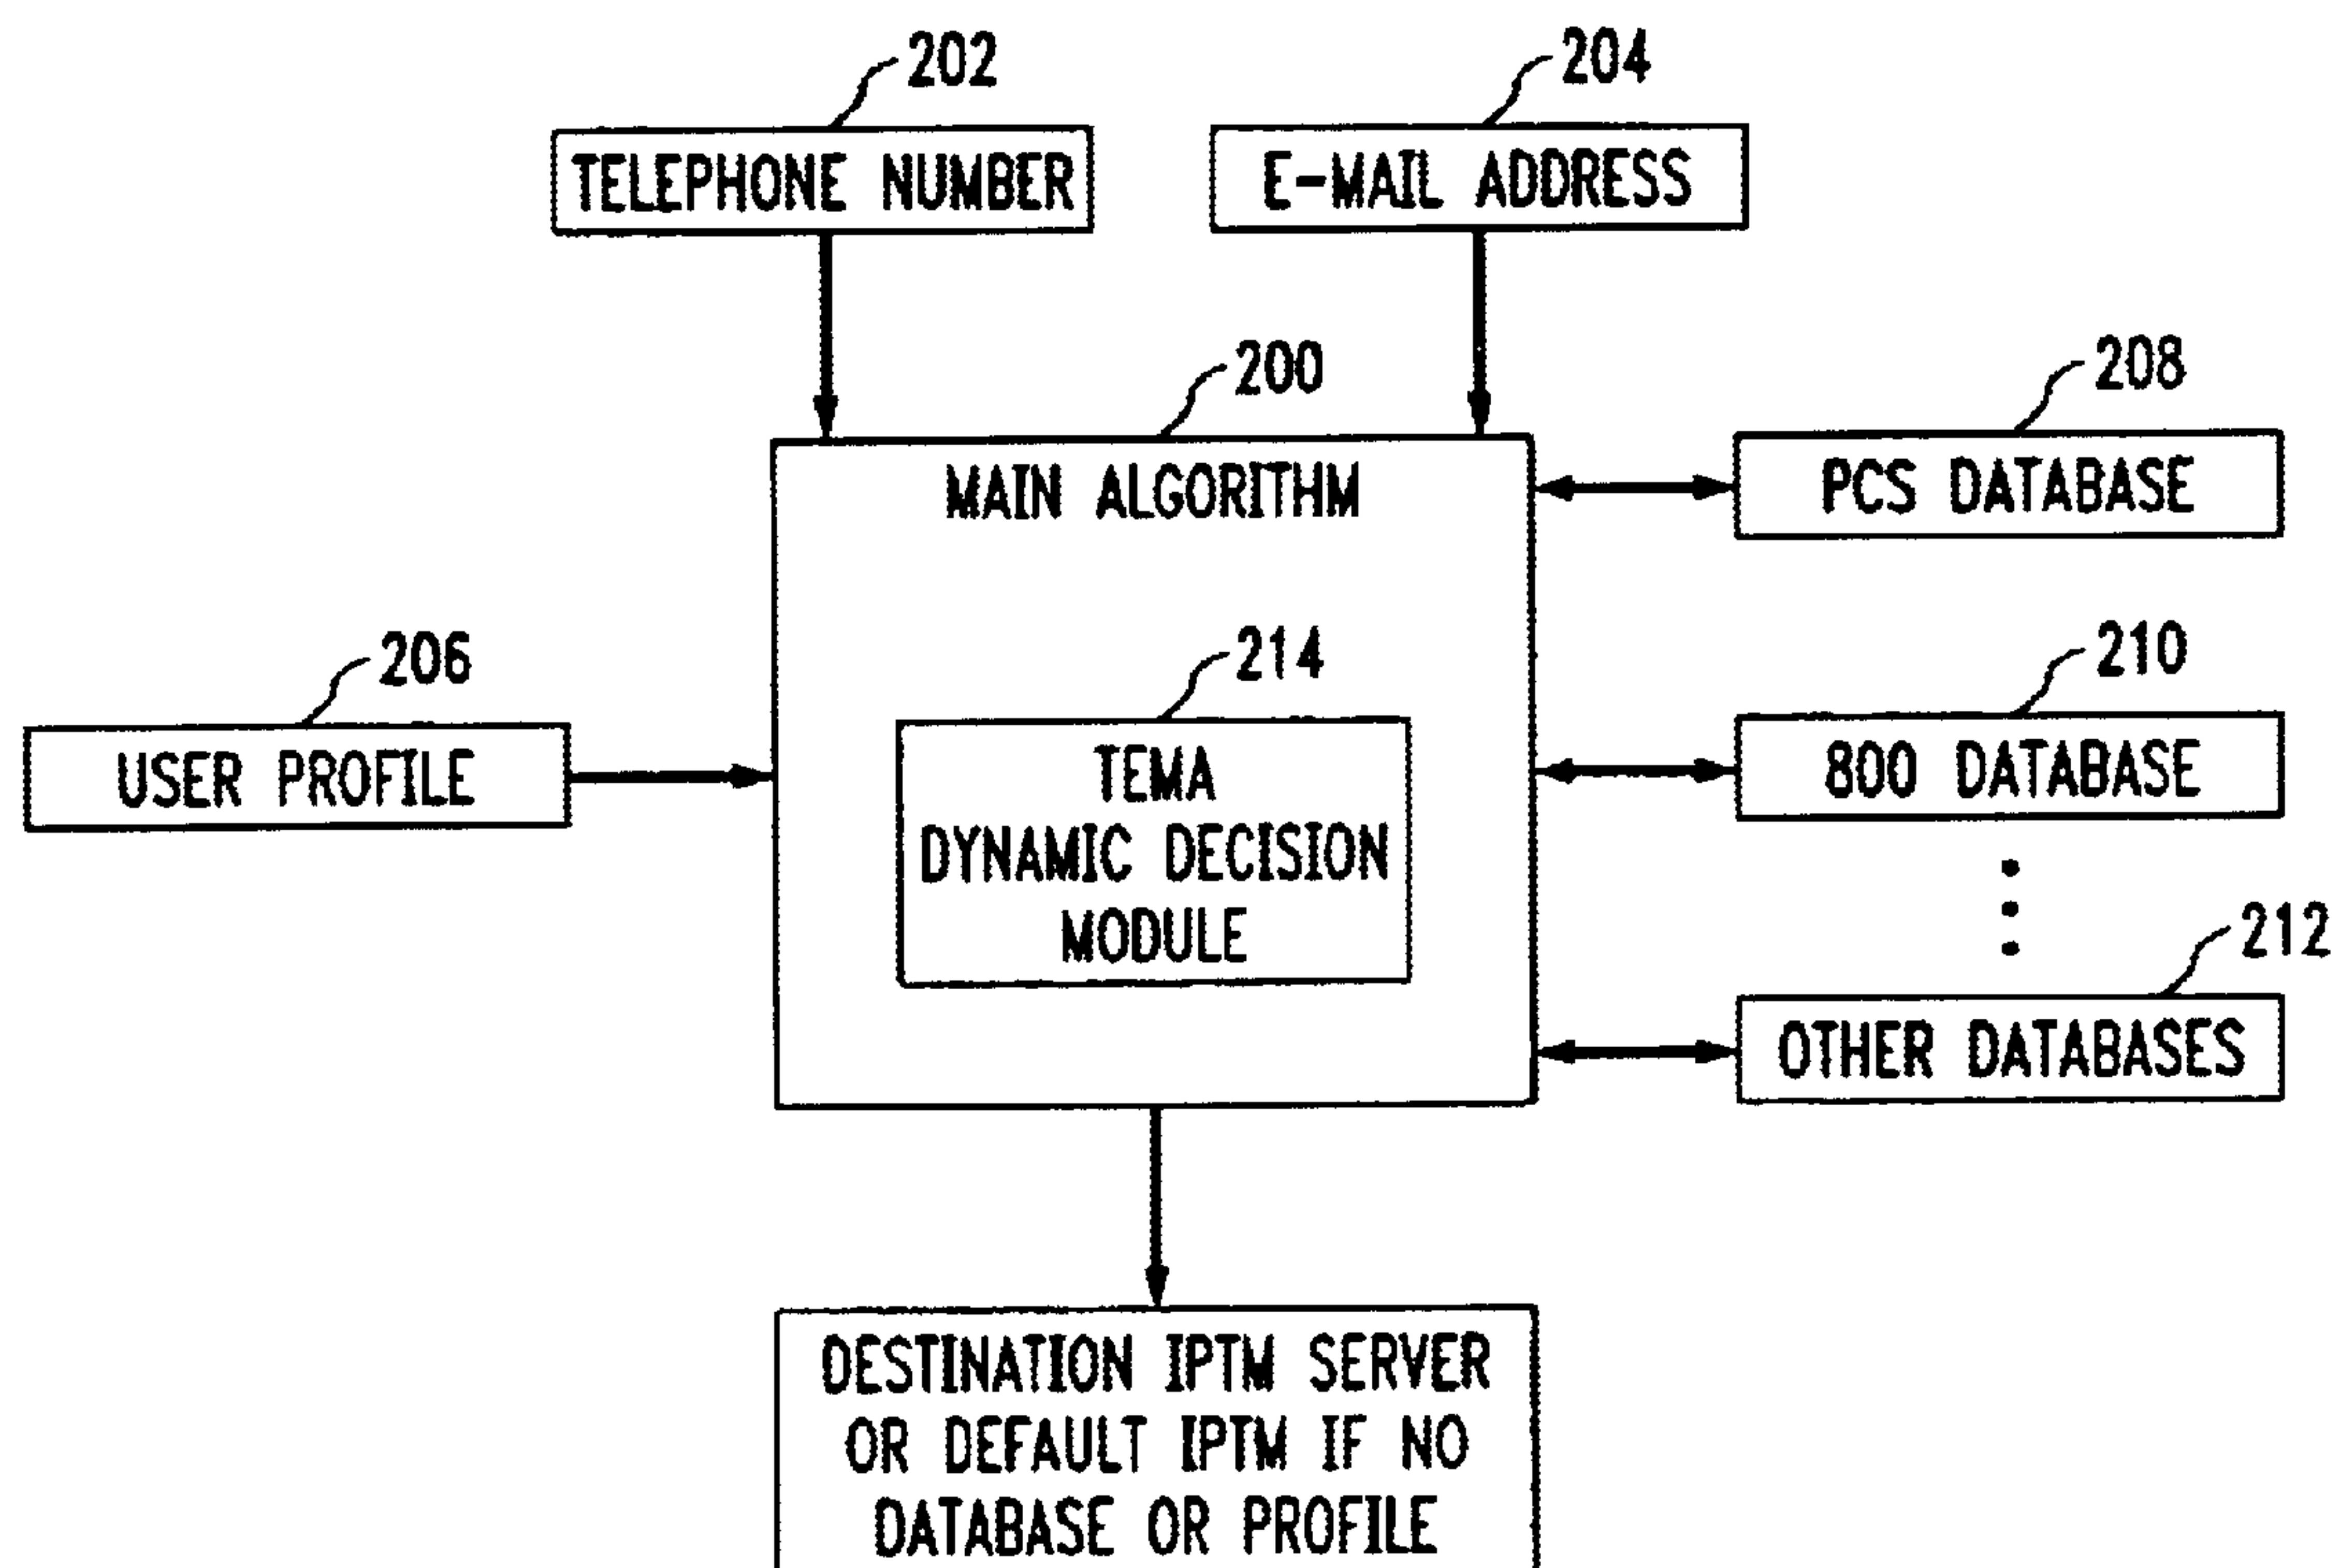 202
204
TELEPHONE NUMBER
E-MAIL ADDRESS
200
208
MAIN ALGORITHM
PCS DATABASE
206
214
210
USER PROFILE
TEMA
DYNAMIC DECISION
MODULE
800 DATABASE
212
OTHER DATABASES
DESTINATION IPTM SERVER
OR DEFAULT IPTM IF NO
DATABASE OR PROFILE